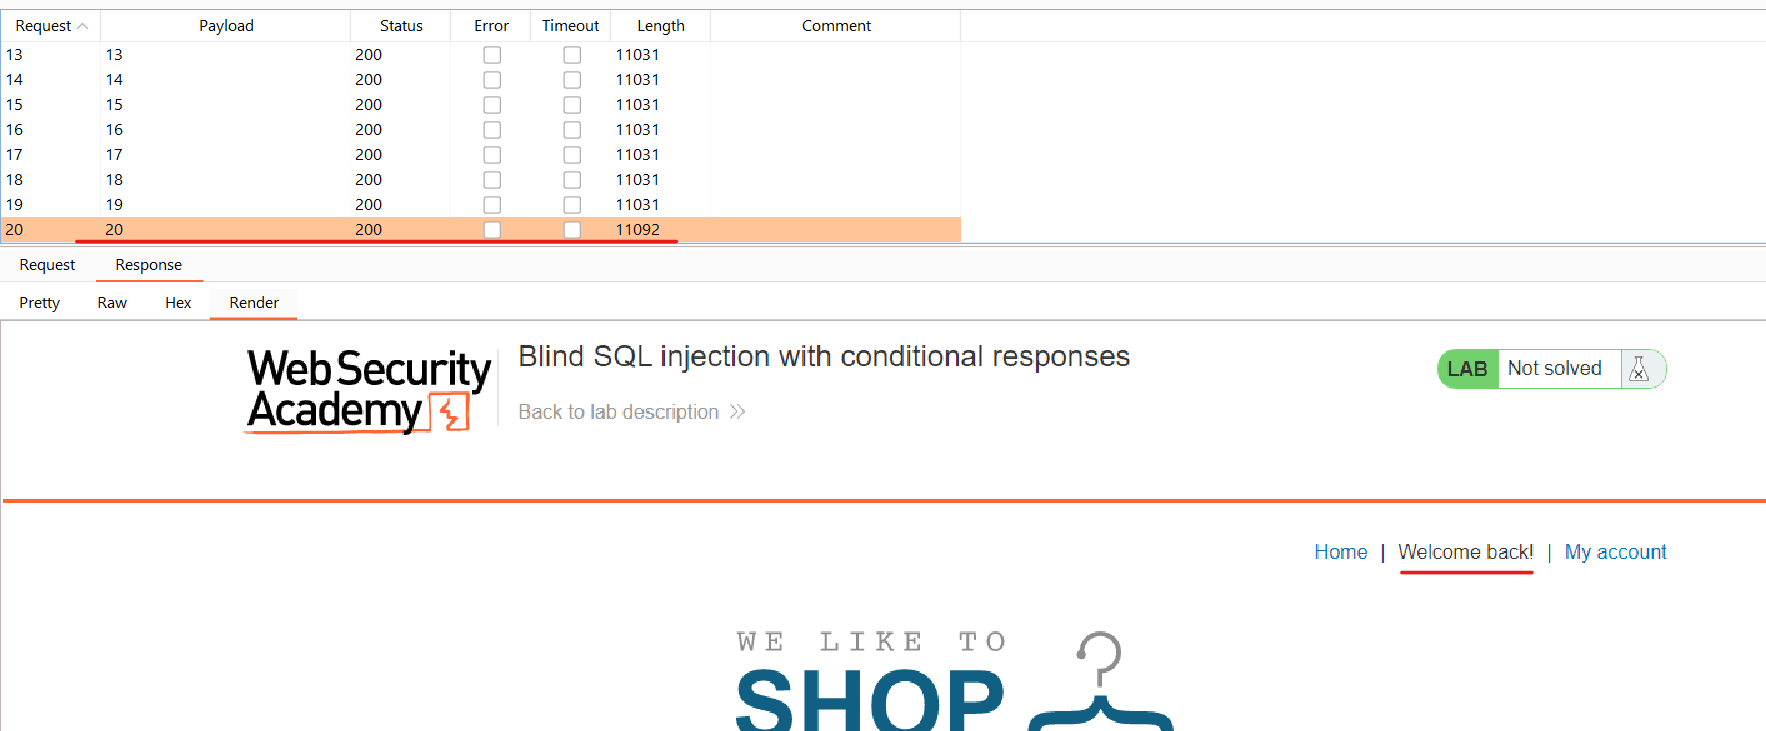 Request Payload Status Error Timeout Length Comment
13 13 200 11031
14 14 200 11031
15 15 200 11031
16 16 200 11031
17 17 200 11031
18 18 200 11031
19 19 200 11031
20 20 200 11092
Request Response
Pretty Raw Hex Render
Web Security
Academy
Blind SQL injection with conditional responses
Back to lab description
LAB Not solved
Home | Welcome back! | My account
WE LIKE TO
SHOP